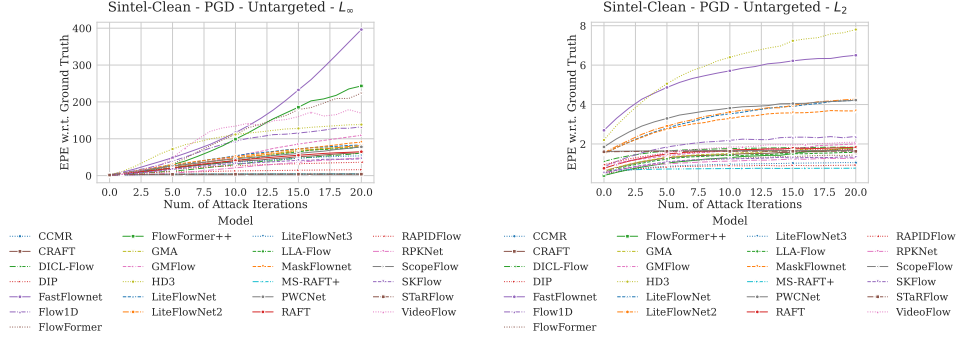 Sintel-Clean - PGD - Untargeted - L∞
EPE w.r.t. Ground Truth
400
300
200
100
0
0.0 2.5 5.0 7.5 10.0 12.5 15.0 17.5 20.0
Num. of Attack Iterations
Model
CCMR FlowFormer++ LiteFlowNet3 RAPIDFlow
CRAFT GMA LLA-Flow RPKNet
DICL-Flow GMFlow MaskFlownet ScopeFlow
DIP HD3 MS-RAFT+ SKFlow
FastFlownet LiteFlowNet PWCNet STaRFlow
Flow1D LiteFlowNet2 RAFT VideoFlow
FlowFormer
Sintel-Clean - PGD - Untargeted - L2
EPE w.r.t. Ground Truth
8
6
4
2
0.0 2.5 5.0 7.5 10.0 12.5 15.0 17.5 20.0
Num. of Attack Iterations
Model
CCMR FlowFormer++ LiteFlowNet3 RAPIDFlow
CRAFT GMA LLA-Flow RPKNet
DICL-Flow GMFlow MaskFlownet ScopeFlow
DIP HD3 MS-RAFT+ SKFlow
FastFlownet LiteFlowNet PWCNet STaRFlow
Flow1D LiteFlowNet2 RAFT VideoFlow
FlowFormer